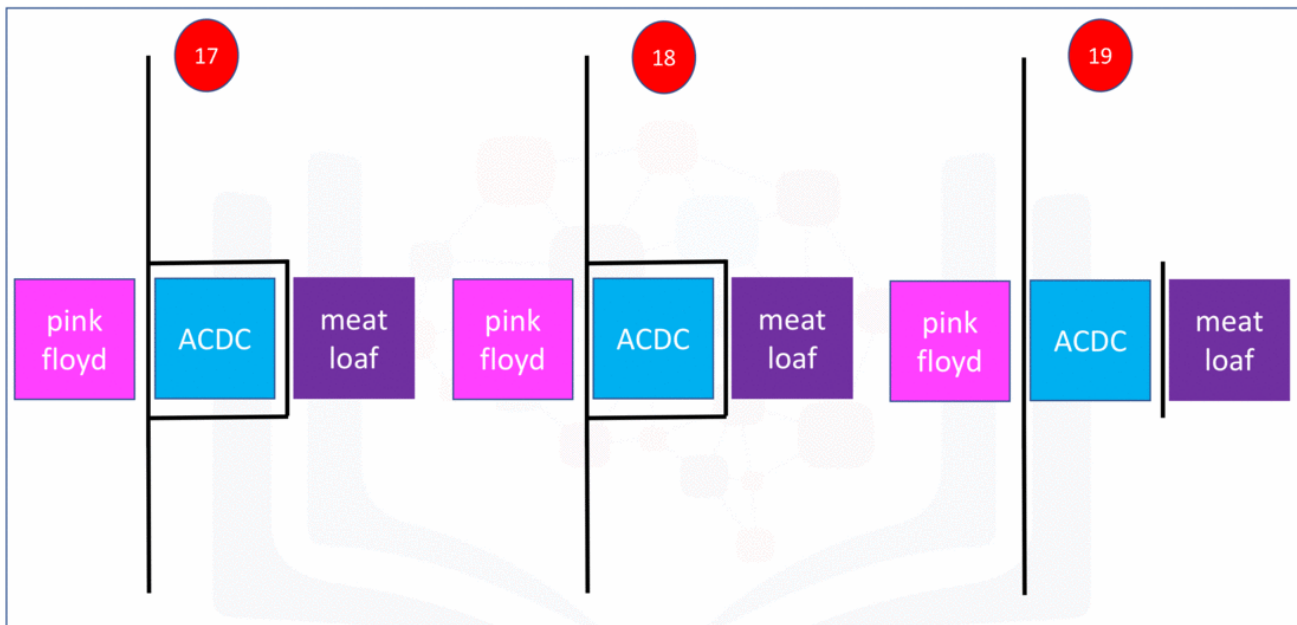 17
18
19
pink
floyd
ACDC
meat
loaf
pink
floyd
ACDC
meat
loaf
pink
floyd
ACDC
meat
loaf